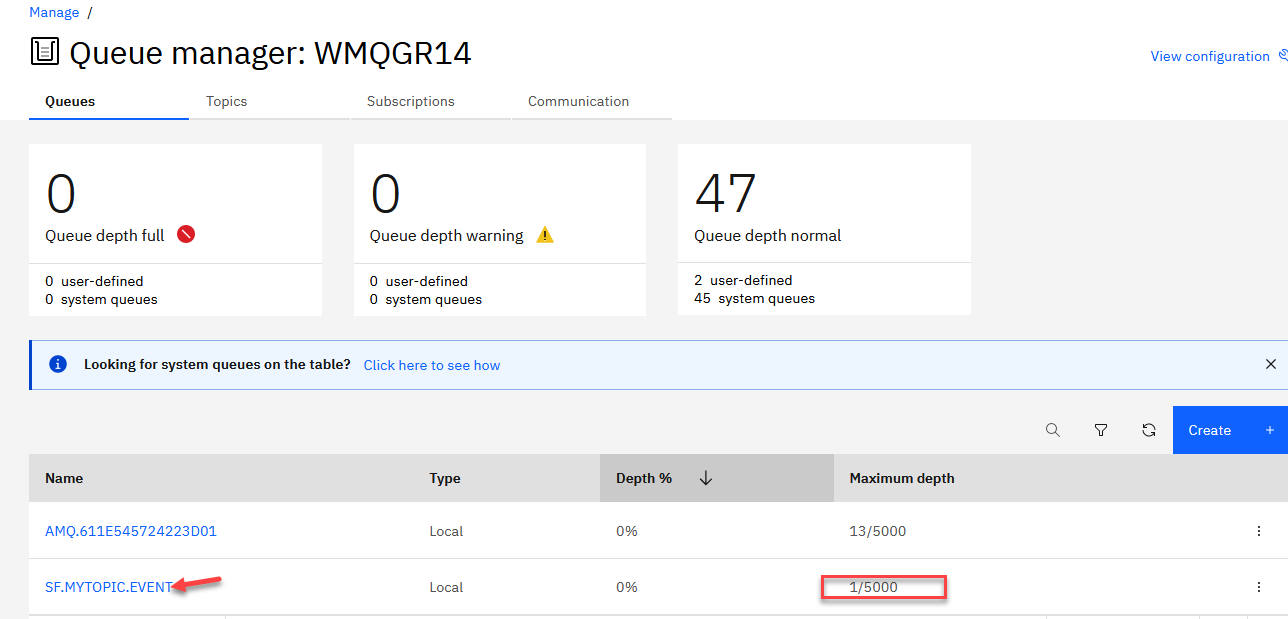 Manage /
Queue manager: WMQGR14
View configuration
Queues Topics Subscriptions Communication
0 0 47
Queue depth full Queue depth warning Queue depth normal
0 user-defined 0 user-defined 2 user-defined
0 system queues 0 system queues 45 system queues
Looking for system queues on the table? Click here to see how
Create +
Name Type Depth % Maximum depth
AMQ.611E545724223D01 Local 0% 13/5000
SF.MYTOPIC.EVENT Local 0% 1/5000